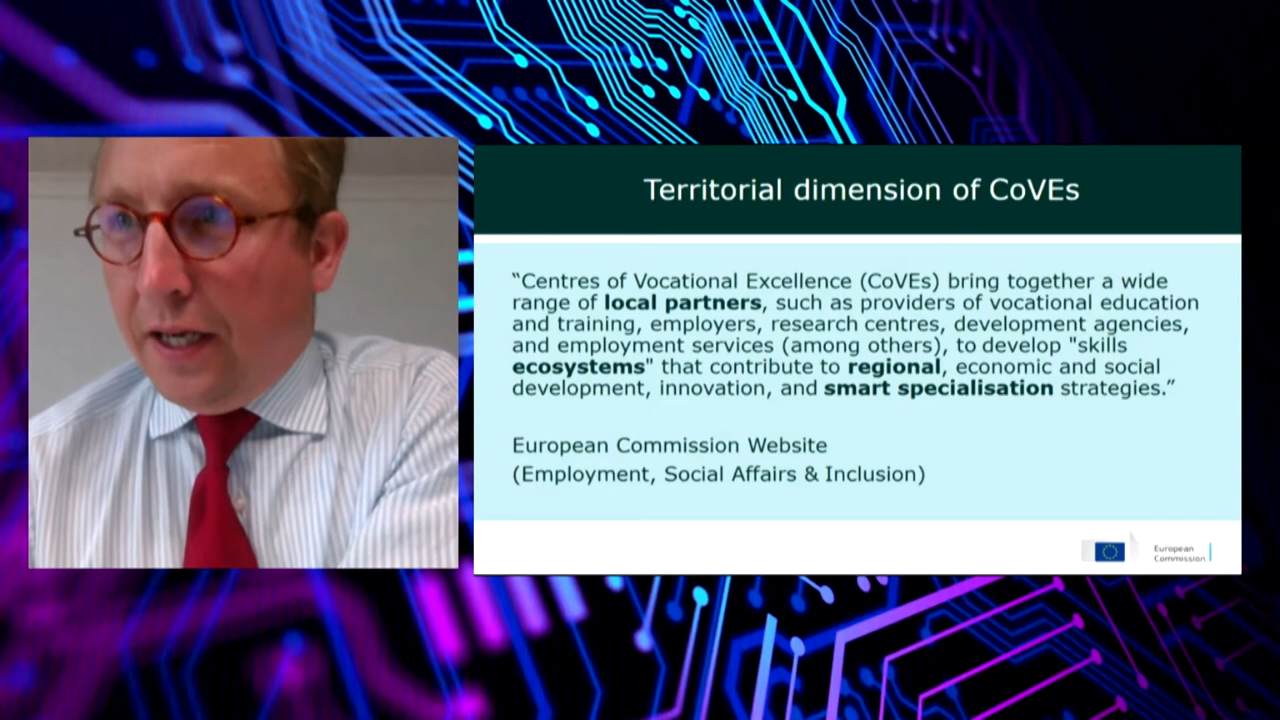 Territorial dimension of CoVEs
“Centres of Vocational Excellence (CoVEs) bring together a wide
range of local partners, such as providers of vocational education
and training, employers, research centres, development agencies,
and employment services (among others), to develop "skills
ecosystems" that contribute to regional, economic and social
development, innovation, and smart specialisation strategies.”
European Commission Website
(Employment, Social Affairs & Inclusion)
European
Commission